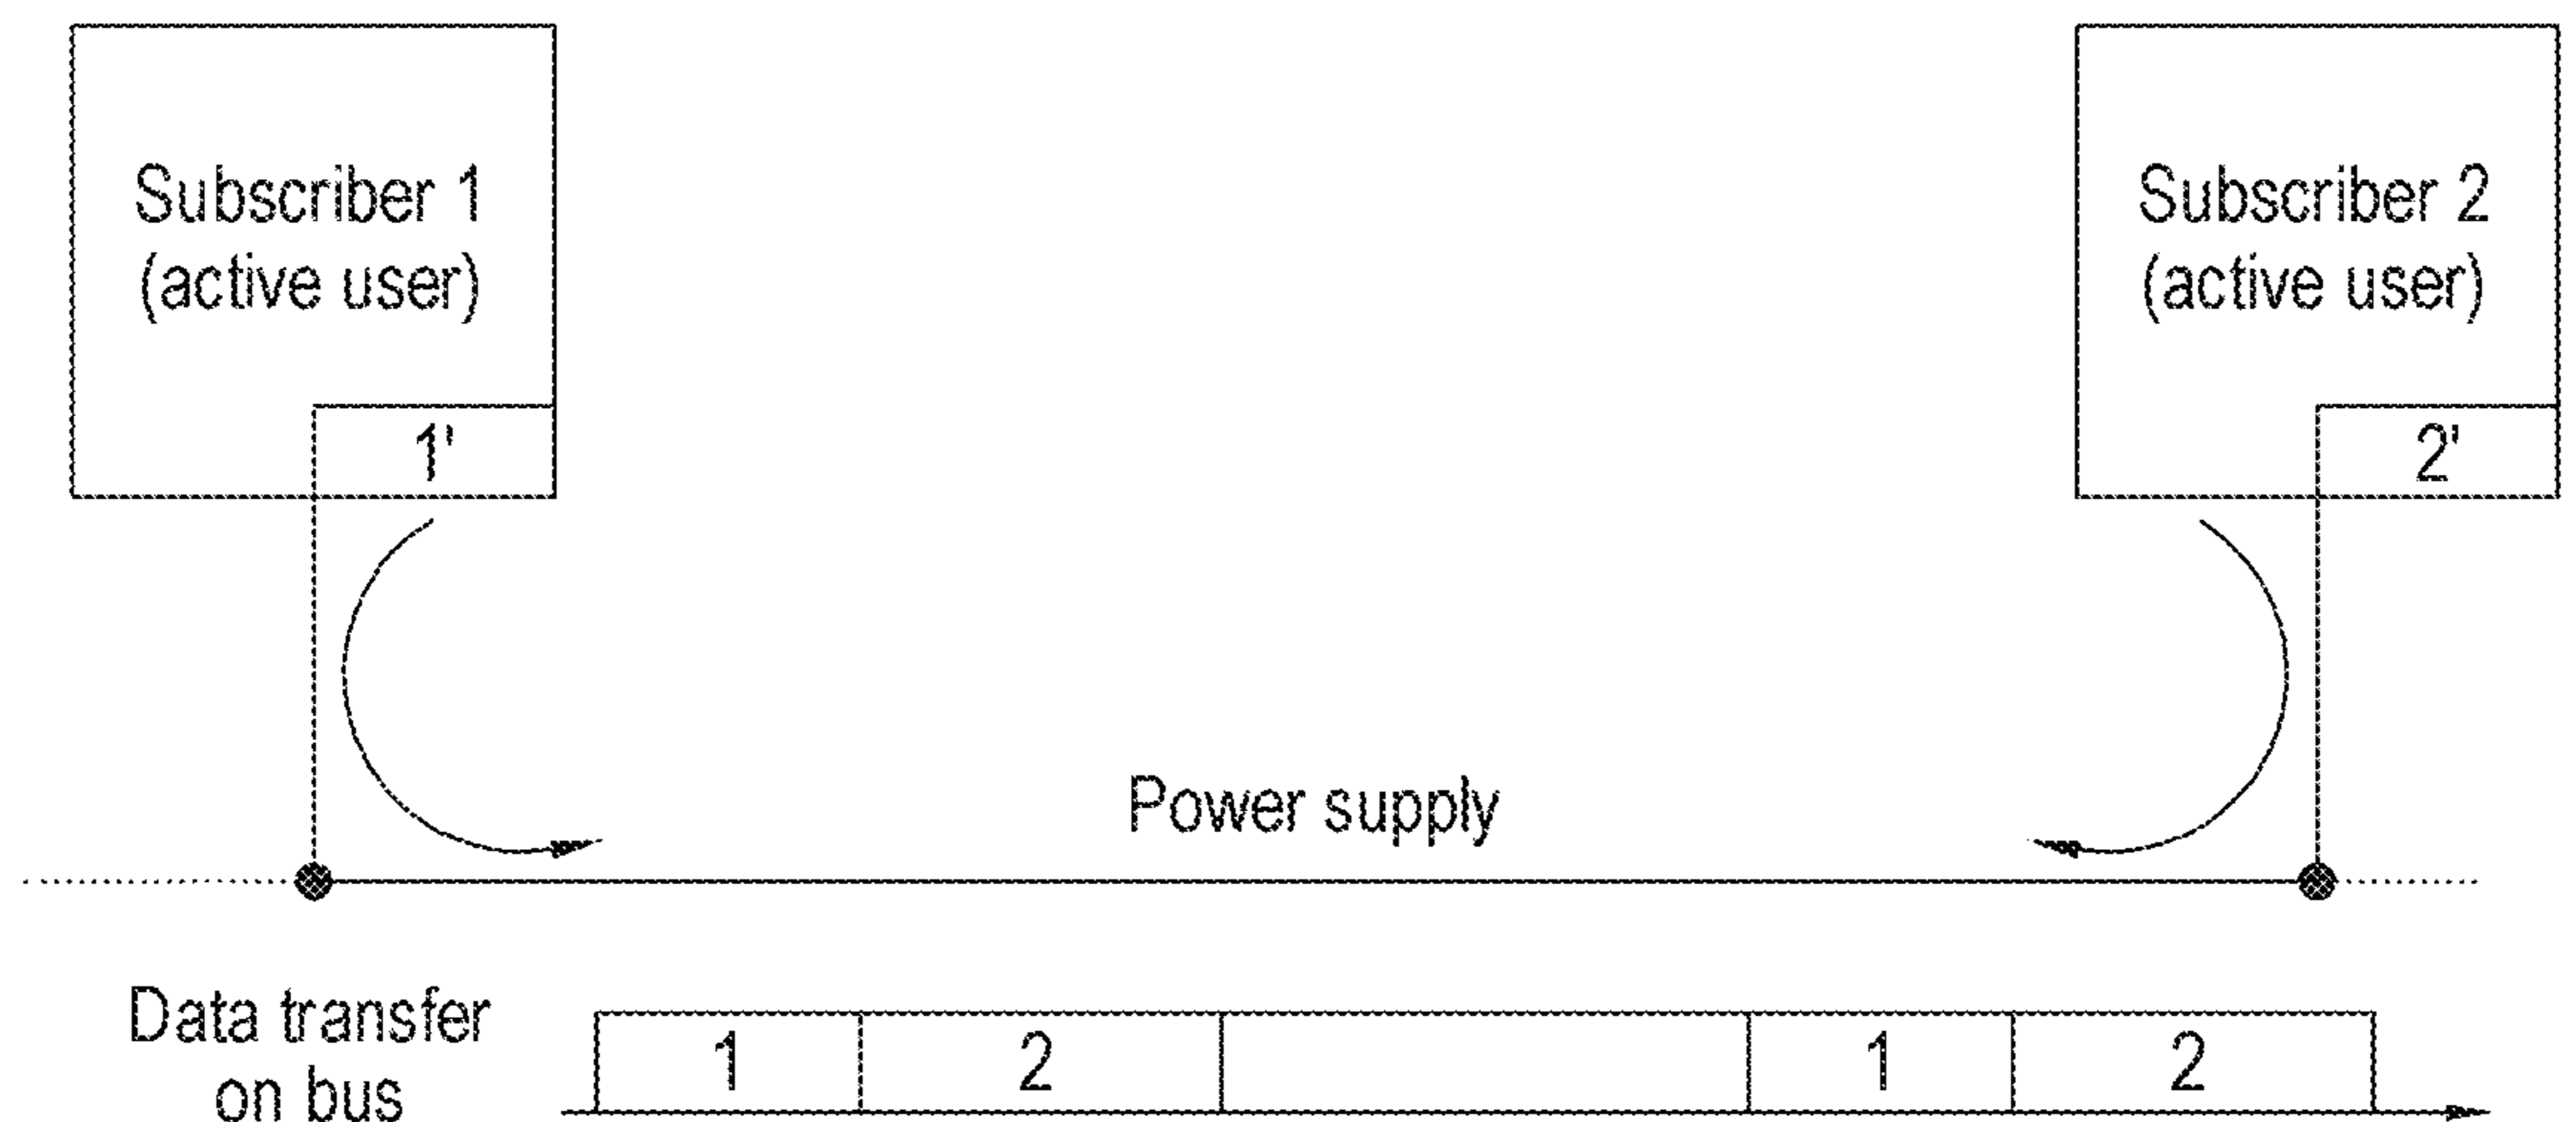 Subscriber 1
(active user)
1'
Subscriber 2
(active user)
2'
Power supply
Data transfer
on bus
1
2
1
2